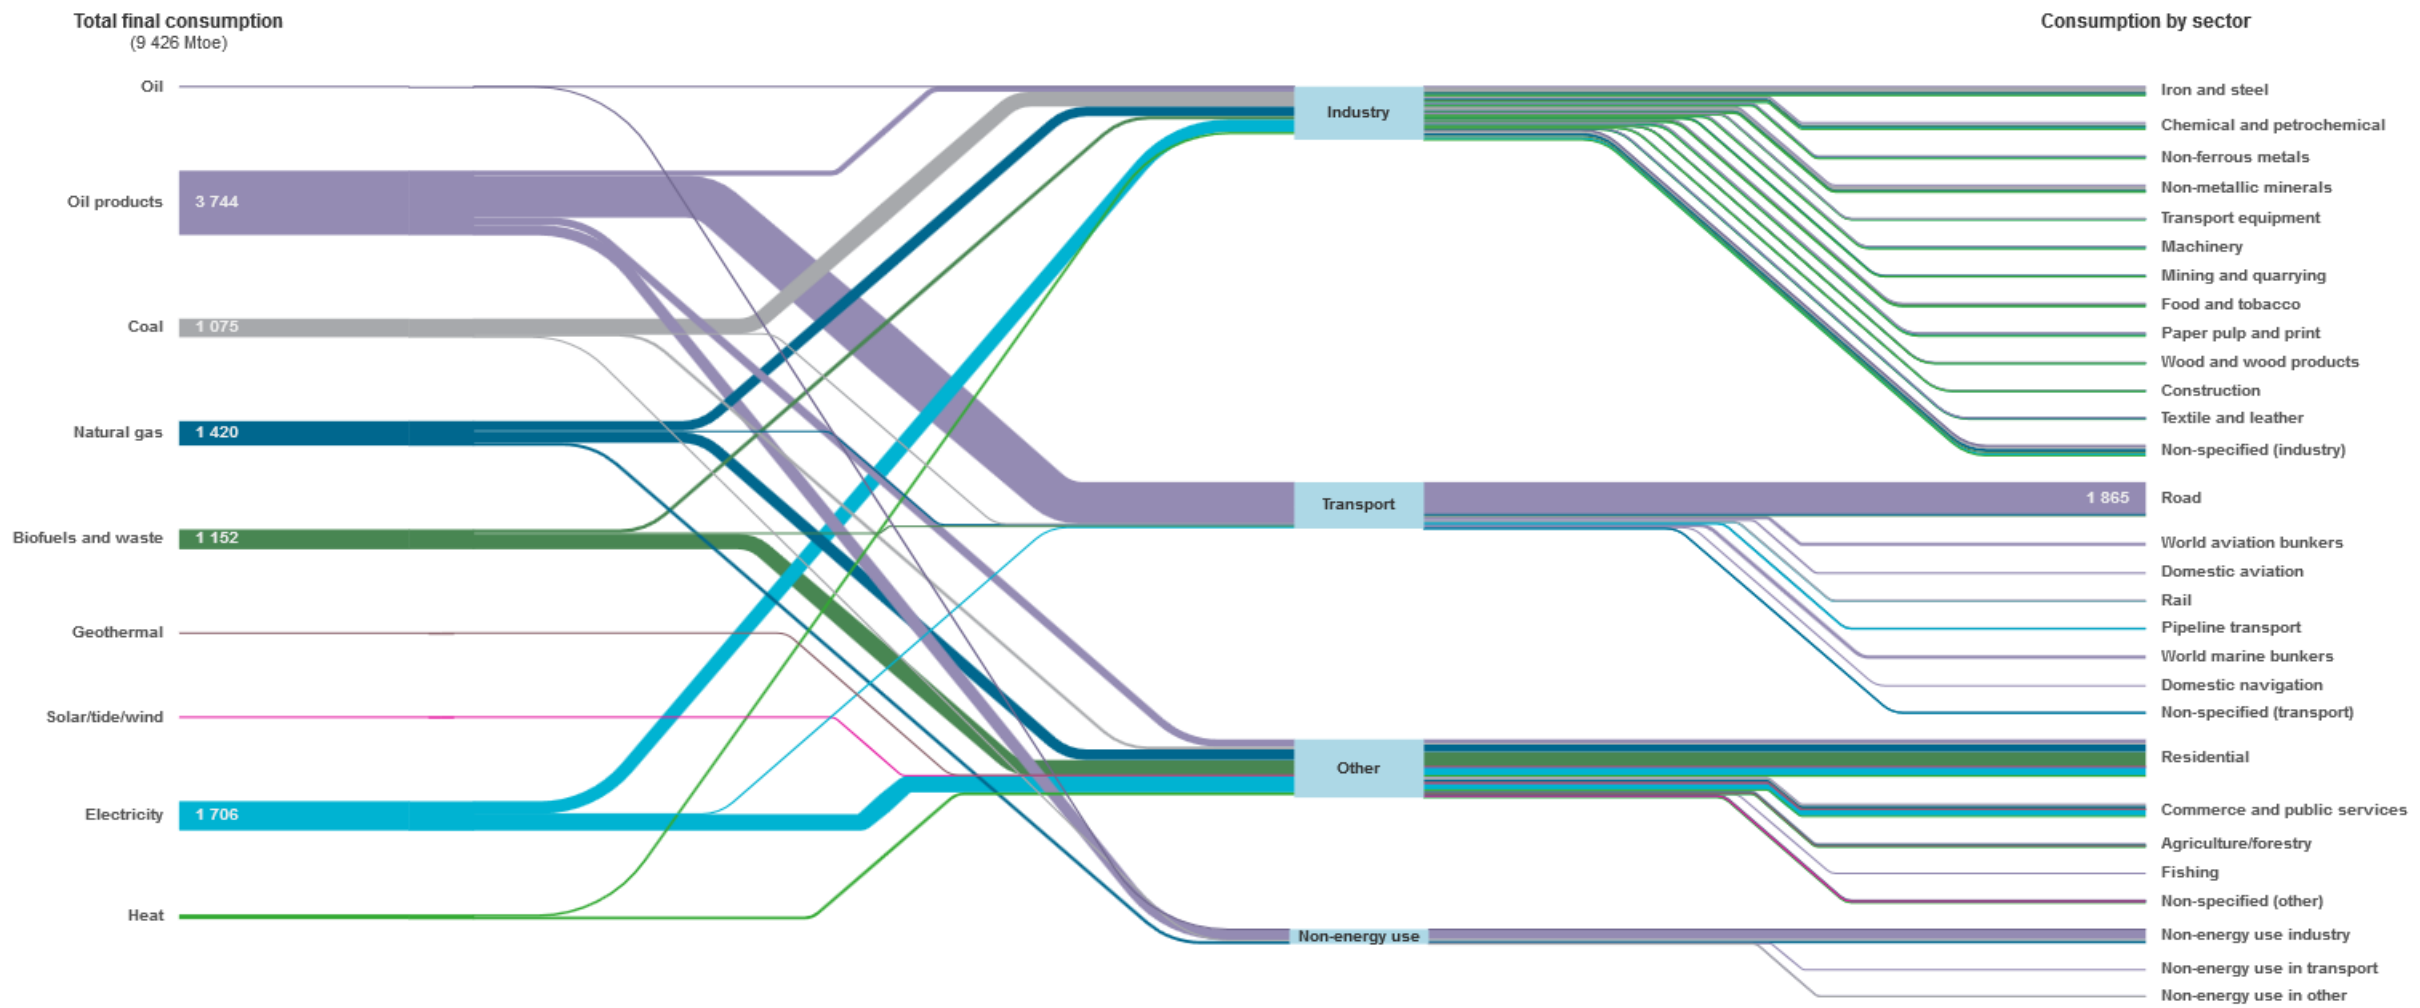 Total final consumption
(9 426 Mtoe)
Consumption by sector
Oil
Oil products
3 744
Coal
1 075
Natural gas
1 420
Biofuels and waste
1 152
Geothermal
Solar/tide/wind
Electricity
1 706
Heat
Industry
Transport
Other
Non-energy use
Iron and steel
Chemical and petrochemical
Non-ferrous metals
Non-metallic minerals
Transport equipment
Machinery
Mining and quarrying
Food and tobacco
Paper pulp and print
Wood and wood products
Construction
Textile and leather
Non-specified (industry)
1 865
Road
World aviation bunkers
Domestic aviation
Rail
Pipeline transport
World marine bunkers
Domestic navigation
Non-specified (transport)
Residential
Commerce and public services
Agriculture/forestry
Fishing
Non-specified (other)
Non-energy use industry
Non-energy use in transport
Non-energy use in other